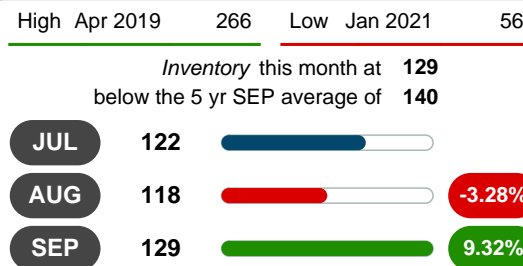 High Apr 2019 266 Low Jan 2021 56
Inventory this month at 129
below the 5 yr SEP average of 140
JUL 122
AUG 118 -3.28%
SEP 129 9.32%